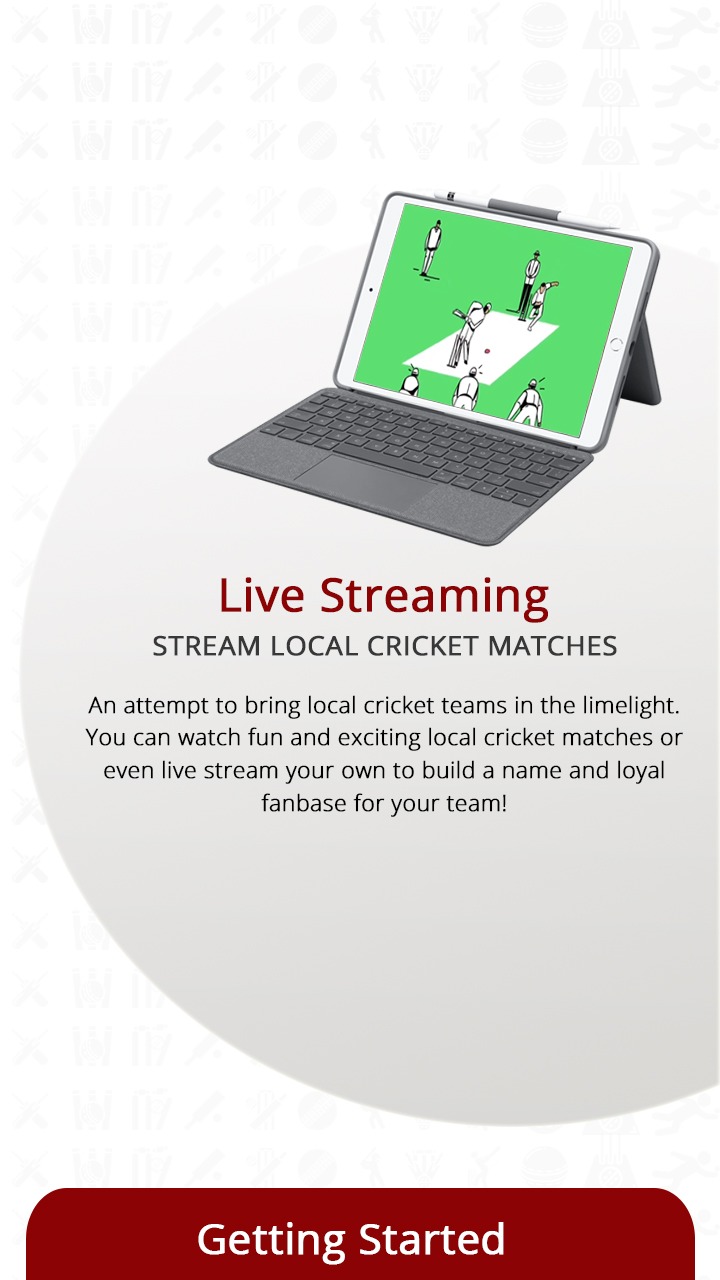 Live Streaming
STREAM LOCAL CRICKET MATCHES
An attempt to bring local cricket teams in the limelight.
You can watch fun and exciting local cricket matches or
even live stream your own to build a name and loyal
fanbase for your team!
Getting Started